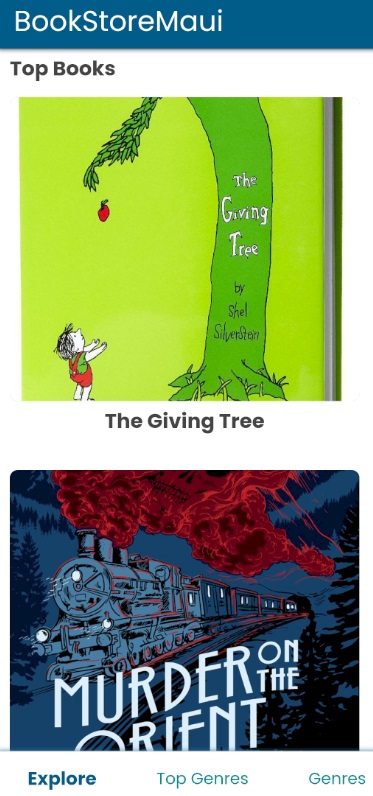 BookStoreMaui
Top Books
The
Giving
Tree
by
Shel
Silverstein
The Giving Tree
MURDER ON
THE
ORIENT
Explore Top Genres Genres